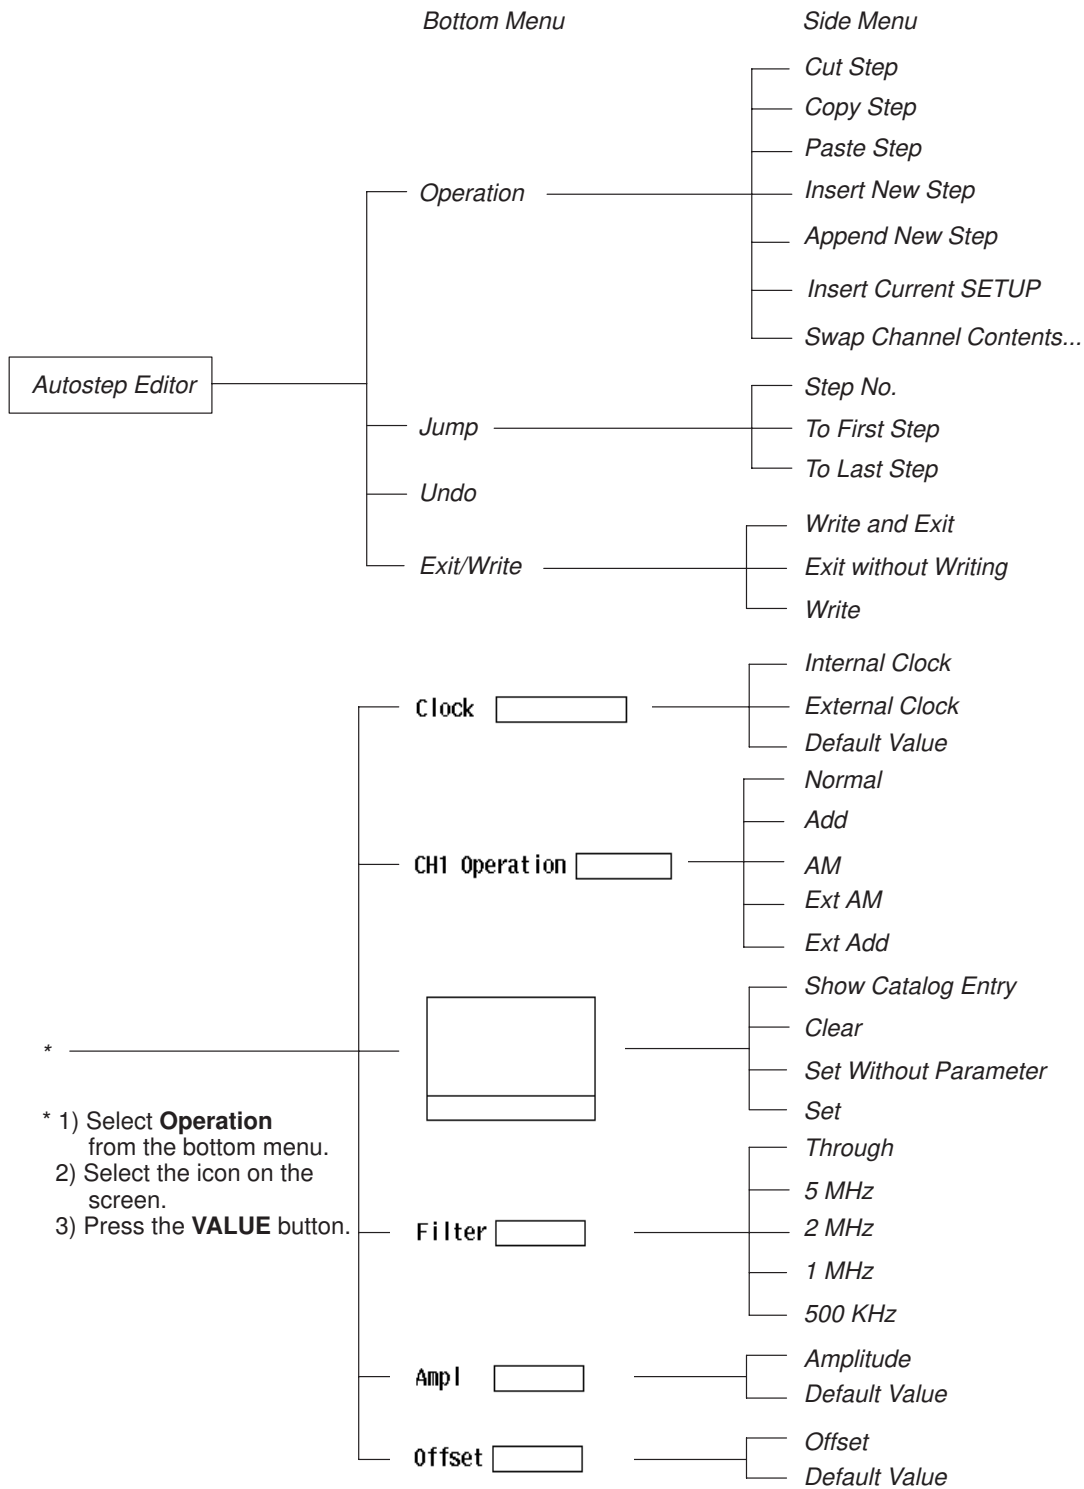 Bottom Menu
Side Menu
Cut Step
Copy Step
Paste Step
Operation
Insert New Step
Append New Step
Insert Current SETUP
Swap Channel Contents...
Autostep Editor
Step No.
Jump
To First Step
To Last Step
Undo
Write and Exit
Exit/Write
Exit without Writing
Write
Internal Clock
Clock
External Clock
Default Value
Normal
Add
CH1 Operation
AM
Ext AM
Ext Add
Show Catalog Entry
Clear
*
Set Without Parameter
Set
* 1) Select Operation
from the bottom menu.
2) Select the icon on the
screen.
3) Press the VALUE button.
Through
5 MHz
Filter
2 MHz
1 MHz
500 KHz
Amplitude
Ampl
Default Value
Offset
Offset
Default Value